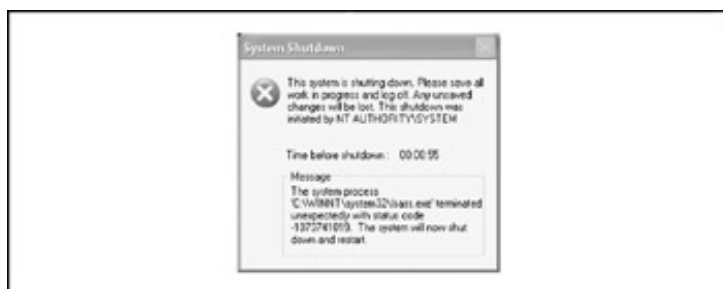 System Shutdown
This system is shutting down. Please save all
work in progress and log off. Any unsaved
changes will be lost. This shutdown was
initiated by NT AUTHORITY\SYSTEM
Time before shutdown : 00:00:55
Message
The system process
'C:\WINNT\system32\lsass.exe' terminated
unexpectedly with status code
-1073741819. The system will now shut
down and restart.